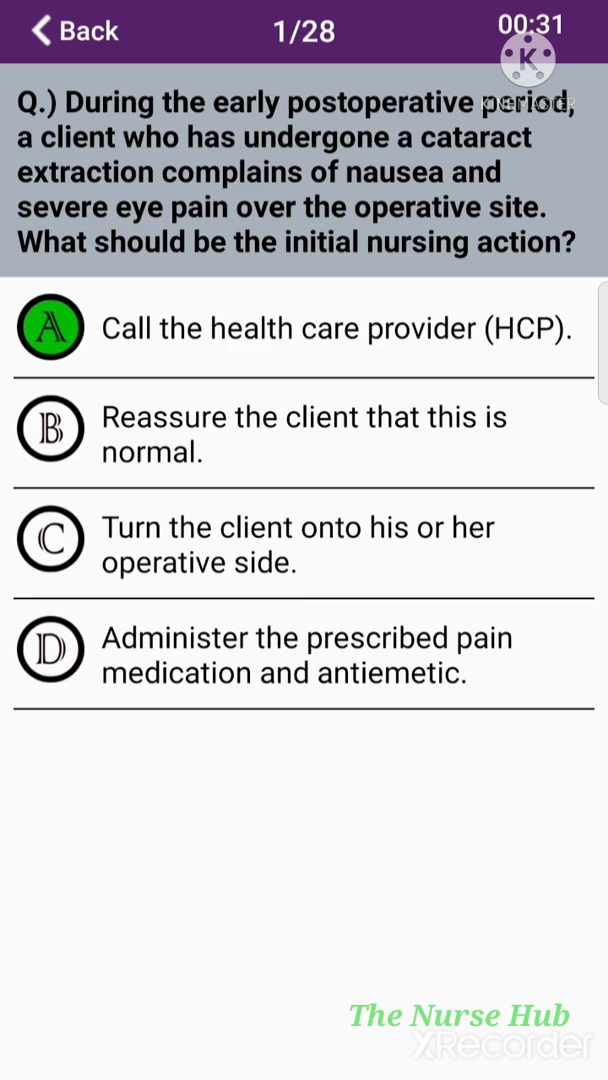 Back 1/28 00:31
K
KINEMASTER
Q.) During the early postoperative period,
a client who has undergone a cataract
extraction complains of nausea and
severe eye pain over the operative site.
What should be the initial nursing action?
A Call the health care provider (HCP).
B Reassure the client that this is
normal.
C Turn the client onto his or her
operative side.
D Administer the prescribed pain
medication and antiemetic.
The Nurse Hub
XRecorder